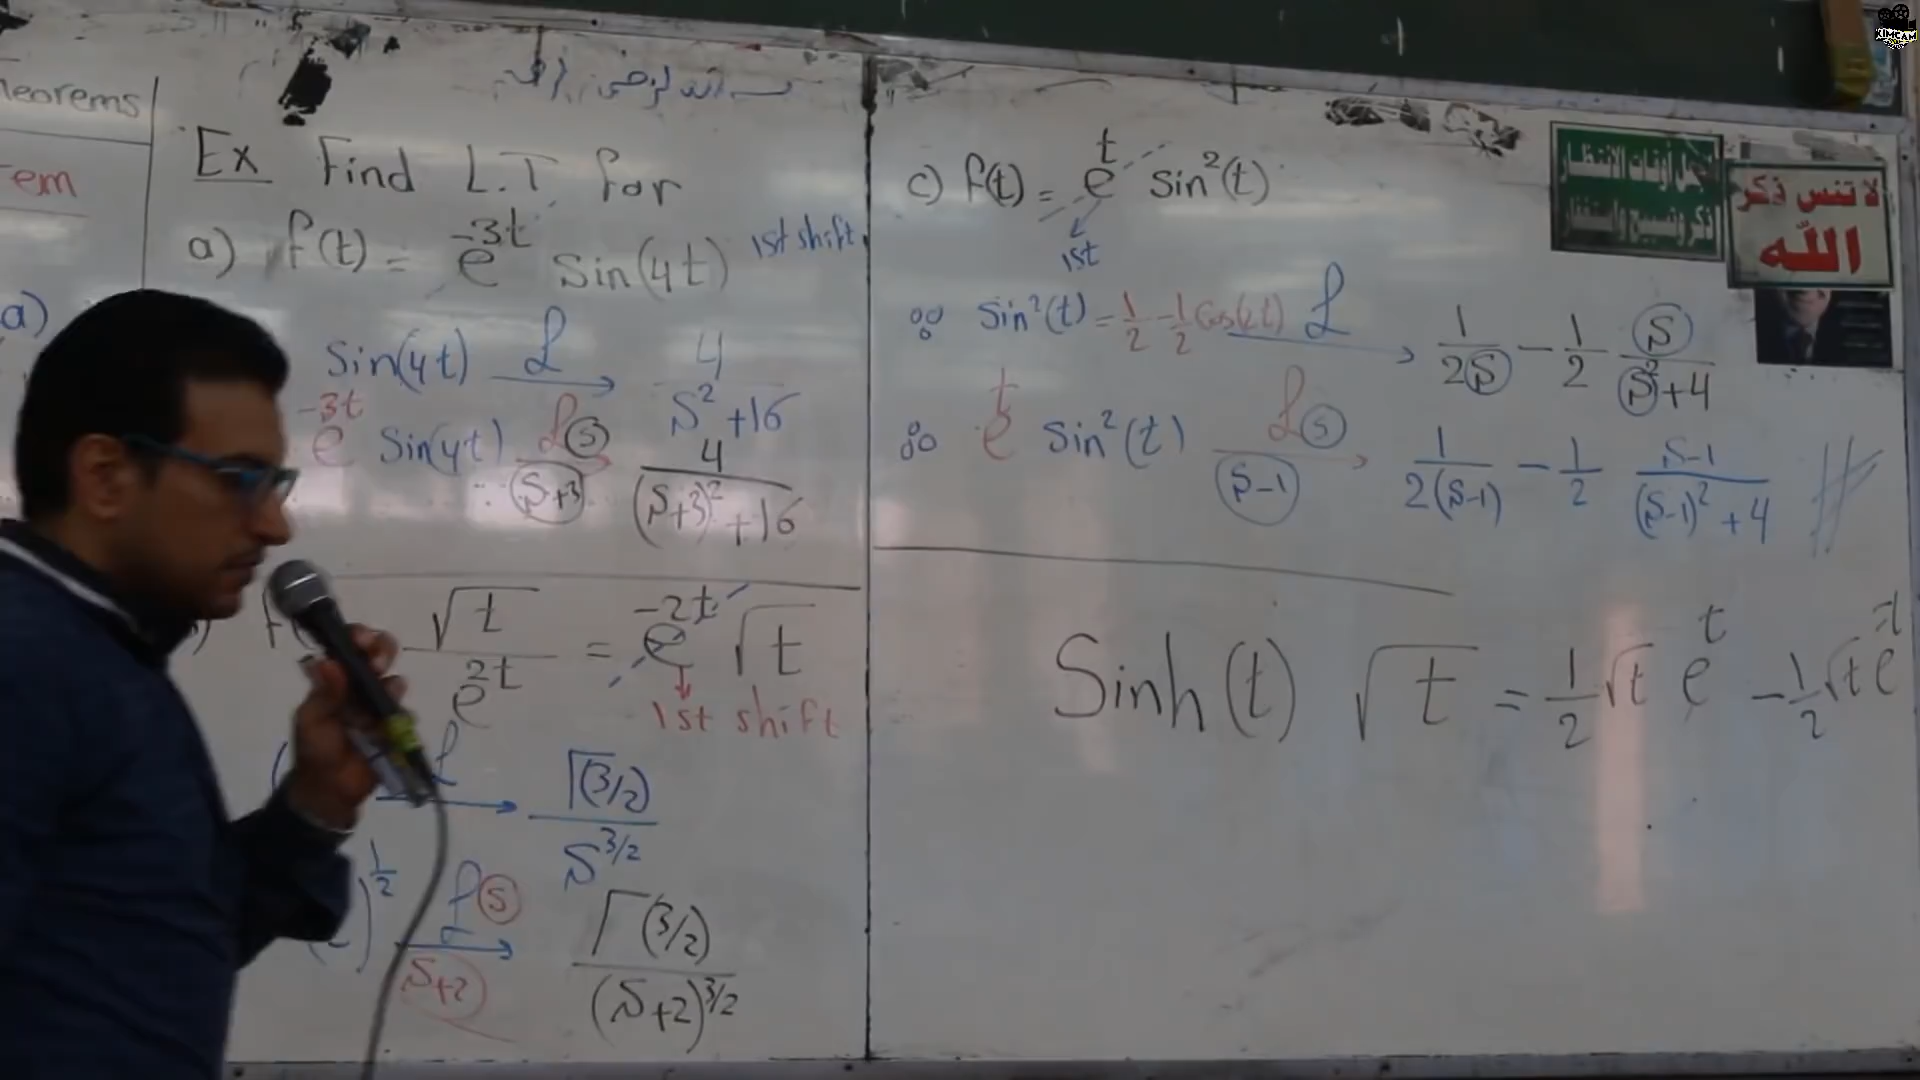 eorems
em
a)
Ex Find L.T for
a) f(t) = e^{-3t} Sin(4t) 1st shift
Sin(4t) ℒ → 4/(S²+16)
e^{-3t} Sin(4t) ℒ(S) → (S+3) 4/((S+3)²+16)
√t/e^{2t} = e^{-2t} √t
1st shift
ℒ → Γ(3/2)/S^{3/2}
)^{1/2} ℒ(S) → S+2 Γ(3/2)/(S+2)^{3/2}
c) f(t) = e^t Sin²(t)
1st
∵ Sin²(t) = 1/2 - 1/2 Cos(2t) ℒ → 1/(2S) - 1/2 S/(S²+4)
∴ e^t Sin²(t) ℒ(S) → (S-1) 1/(2(S-1)) - 1/2 (S-1)/((S-1)²+4) #
Sinh(t) √t = 1/2 √t e^t - 1/2 √t e^{-t}
لا تنس ذكر
الله
KIMCAM